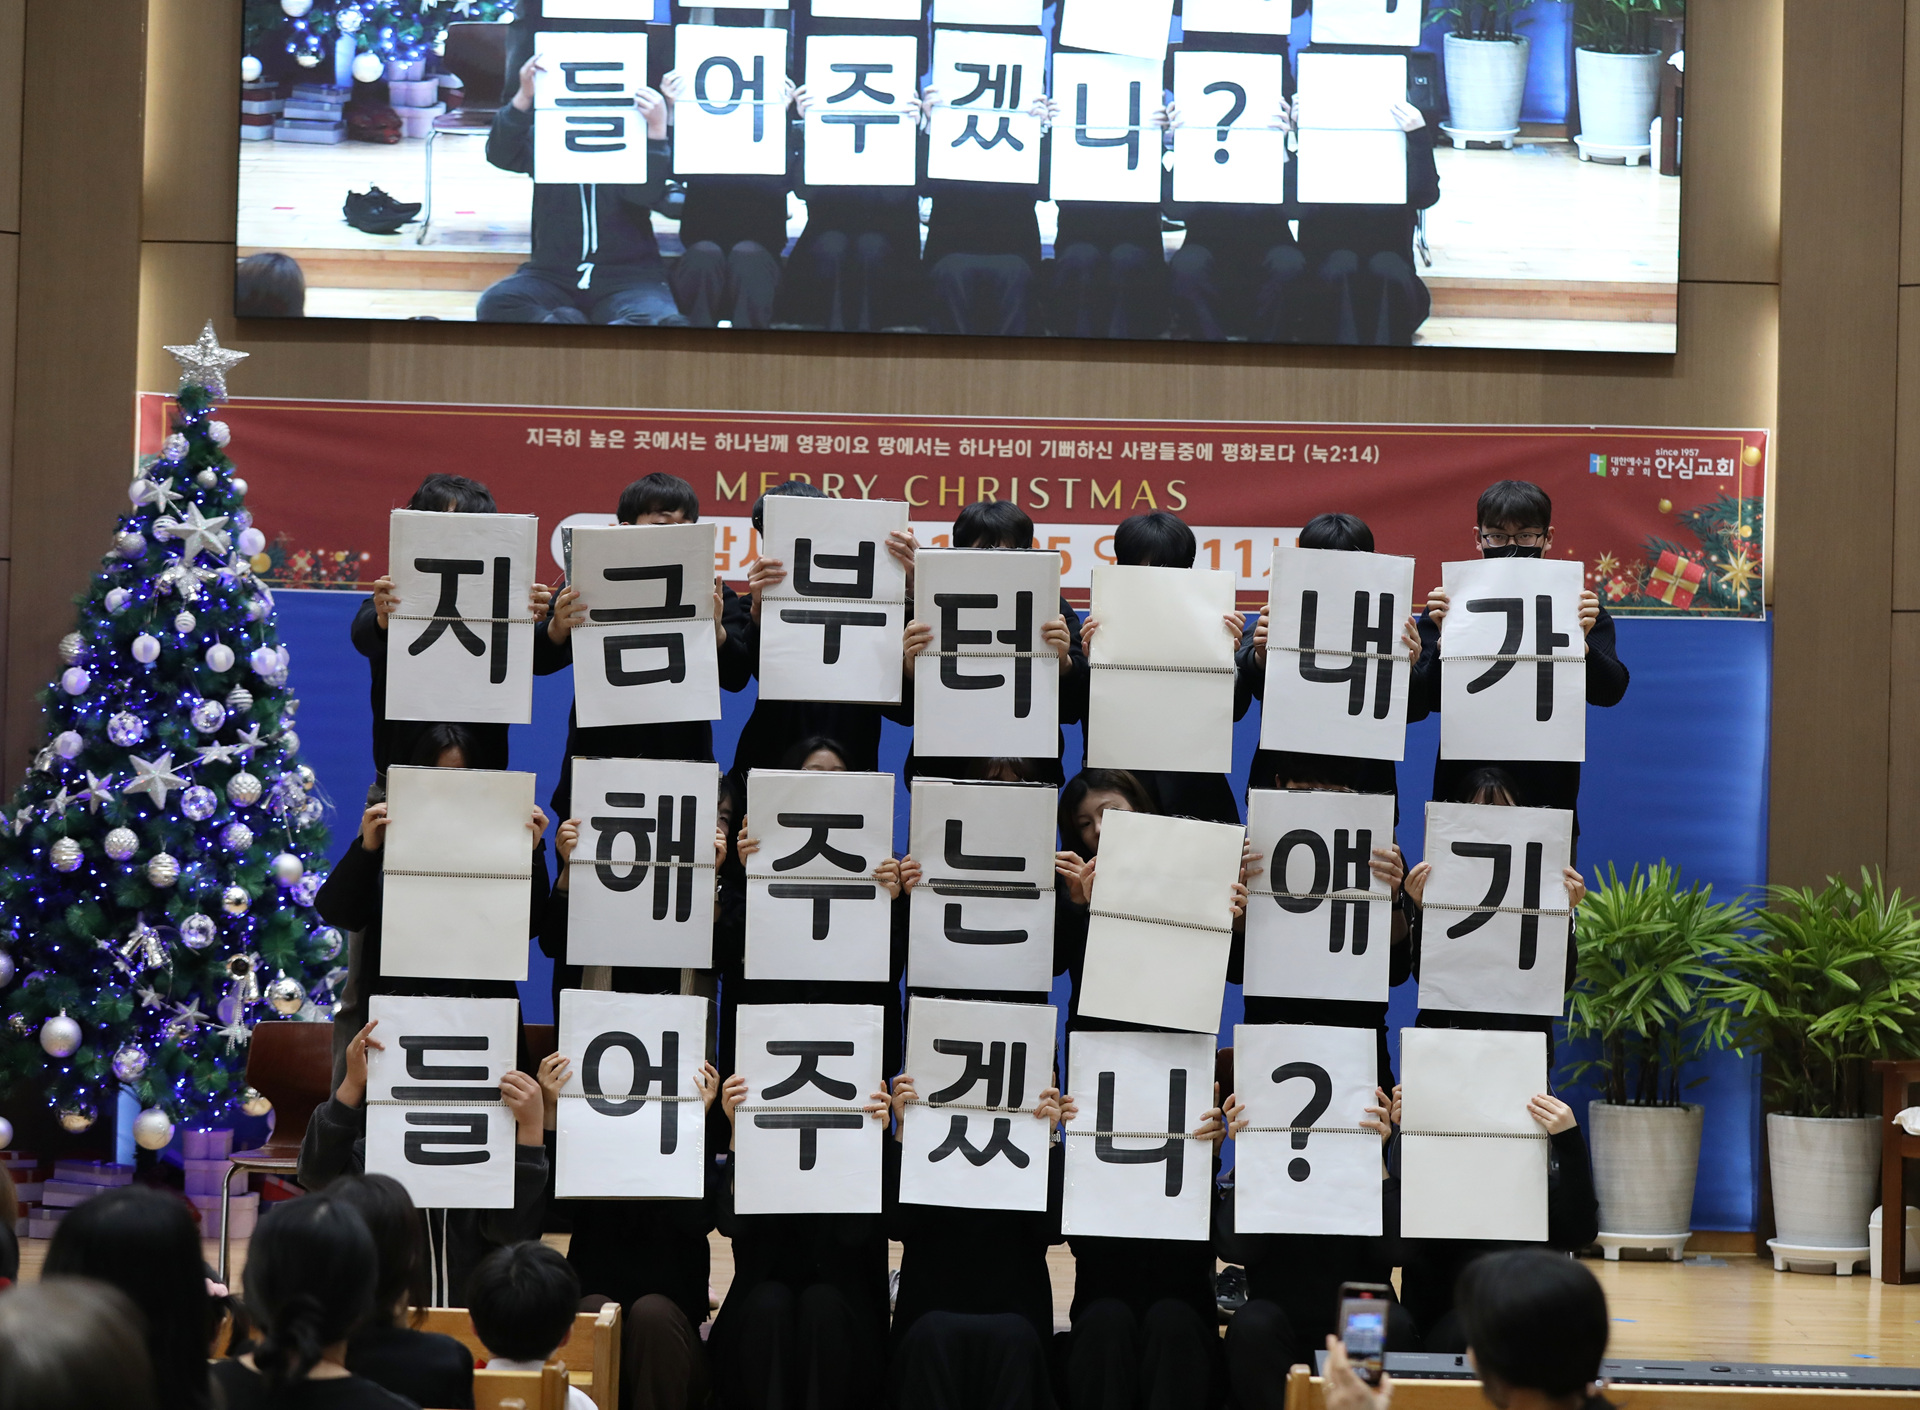 들어주겠니?
지극히 높은 곳에서는 하나님께 영광이요 땅에서는 하나님이 기뻐하신 사람들중에 평화로다 (눅2:14)
MERRY CHRISTMAS
since 1957
대한예수교
장로회
안심교회
11
지금부터 내가
해주는 얘기
들어주겠니?